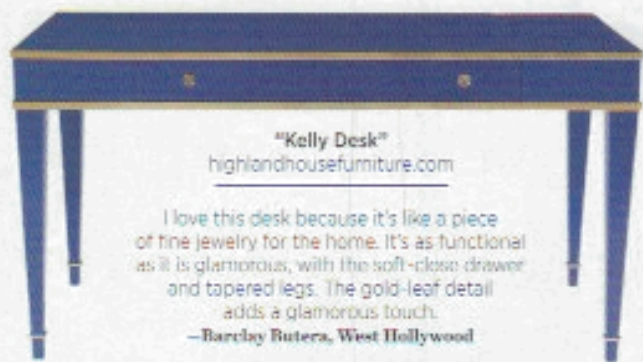 "Kelly Desk"
highlandhousefurniture.com
I love this desk because it's like a piece
of fine jewelry for the home. It's as functional
as it is glamorous, with the soft-close drawer
and tapered legs. The gold-leaf detail
adds a glamorous touch.
—Barclay Butera, West Hollywood